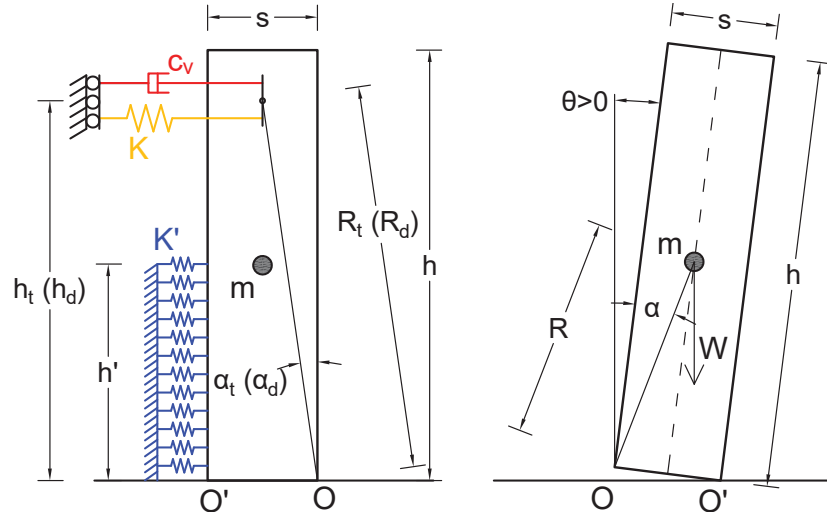 s
c_v
K
K'
h_t (h_d)
h'
m
α_t (α_d)
R_t (R_d)
h
O'
O
s
θ>0
m
α
R
W
h
O
O'